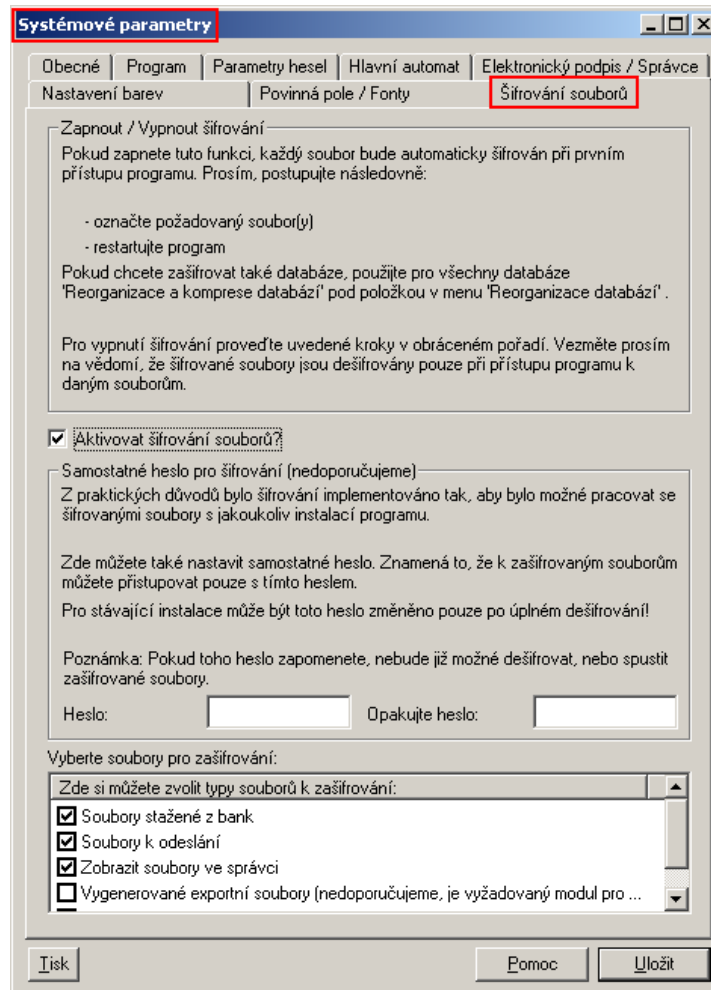 Systémové parametry
Obecné
Program
Parametry hesel
Hlavní automat
Elektronický podpis / Správce
Nastavení barev
Povinná pole / Fonty
Šifrování souborů
Zapnout / Vypnout šifrování
Pokud zapnete tuto funkci, každý soubor bude automaticky šifrován při prvním
přístupu programu. Prosím, postupujte následovně:
- označte požadovaný soubor(y)
- restartujte program
Pokud chcete zašifrovat také databáze, použijte pro všechny databáze
'Reorganizace a komprese databází' pod položkou v menu 'Reorganizace databází' .
Pro vypnutí šifrování proveďte uvedené kroky v obráceném pořadí. Vezměte prosím
na vědomí, že šifrované soubory jsou dešifrovány pouze při přístupu programu k
daným souborům.
Aktivovat šifrování souborů?
Samostatné heslo pro šifrování (nedoporučujeme)
Z praktických důvodů bylo šifrování implementováno tak, aby bylo možné pracovat se
šifrovanými soubory s jakoukoliv instalací programu.
Zde můžete také nastavit samostatné heslo. Znamená to, že k zašifrovaným souborům
můžete přistupovat pouze s tímto heslem.
Pro stávající instalace může být toto heslo změněno pouze po úplném dešifrování!
Poznámka: Pokud toho heslo zapomenete, nebude již možné dešifrovat, nebo spustit
zašifrované soubory.
Heslo:
Opakujte heslo:
Vyberte soubory pro zašifrování:
Zde si můžete zvolit typy souborů k zašifrování:
Soubory stažené z bank
Soubory k odeslání
Zobrazit soubory ve správci
Vygenerované exportní soubory (nedoporučujeme, je vyžadovaný modul pro ...
Tisk
Pomoc
Uložit